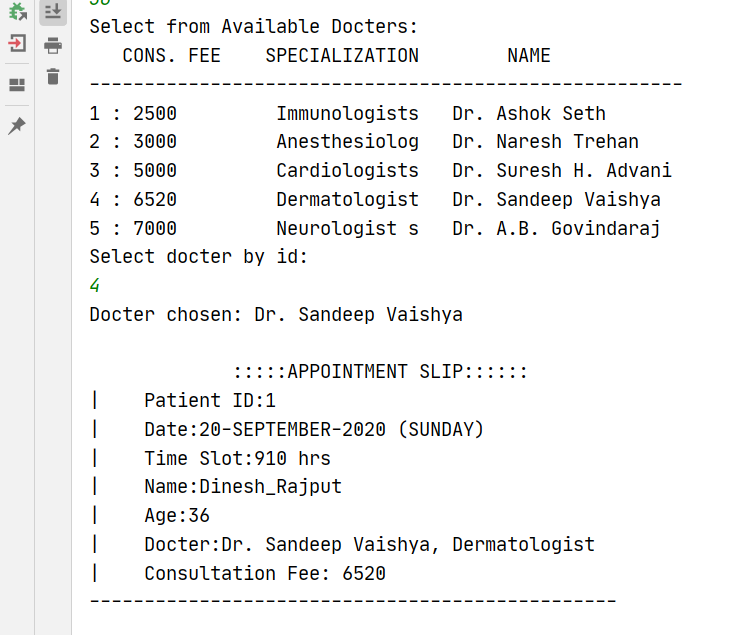 Select from Available Docters:
CONS. FEE SPECIALIZATION NAME
------------------------------------------------------
1 : 2500 Immunologists Dr. Ashok Seth
2 : 3000 Anesthesiolog Dr. Naresh Trehan
3 : 5000 Cardiologists Dr. Suresh H. Advani
4 : 6520 Dermatologist Dr. Sandeep Vaishya
5 : 7000 Neurologist s Dr. A.B. Govindaraj
Select docter by id:
4
Docter chosen: Dr. Sandeep Vaishya
:::::APPOINTMENT SLIP::::::
| Patient ID:1
| Date:20-SEPTEMBER-2020 (SUNDAY)
| Time Slot:910 hrs
| Name:Dinesh_Rajput
| Age:36
| Docter:Dr. Sandeep Vaishya, Dermatologist
| Consultation Fee: 6520
------------------------------------------------